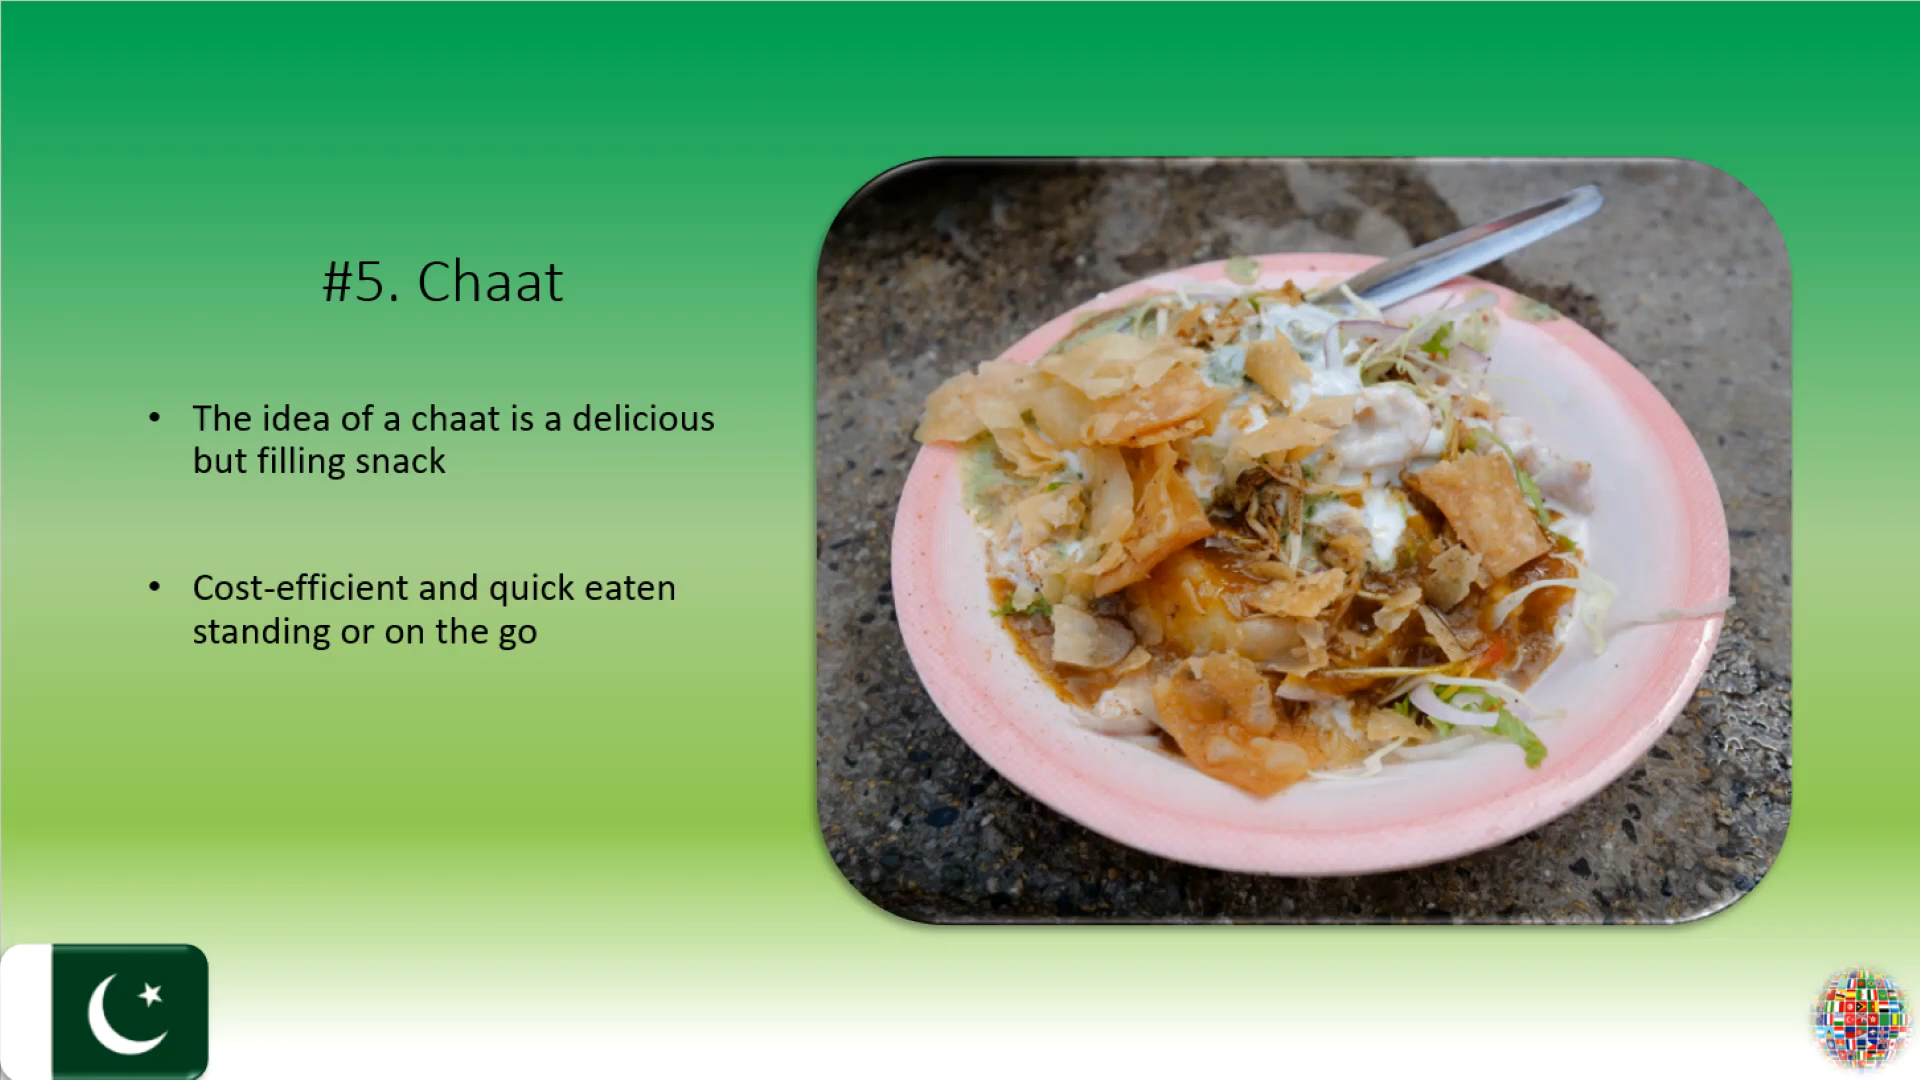 #5. Chaat
• The idea of a chaat is a delicious
but filling snack
• Cost-efficient and quick eaten
standing or on the go